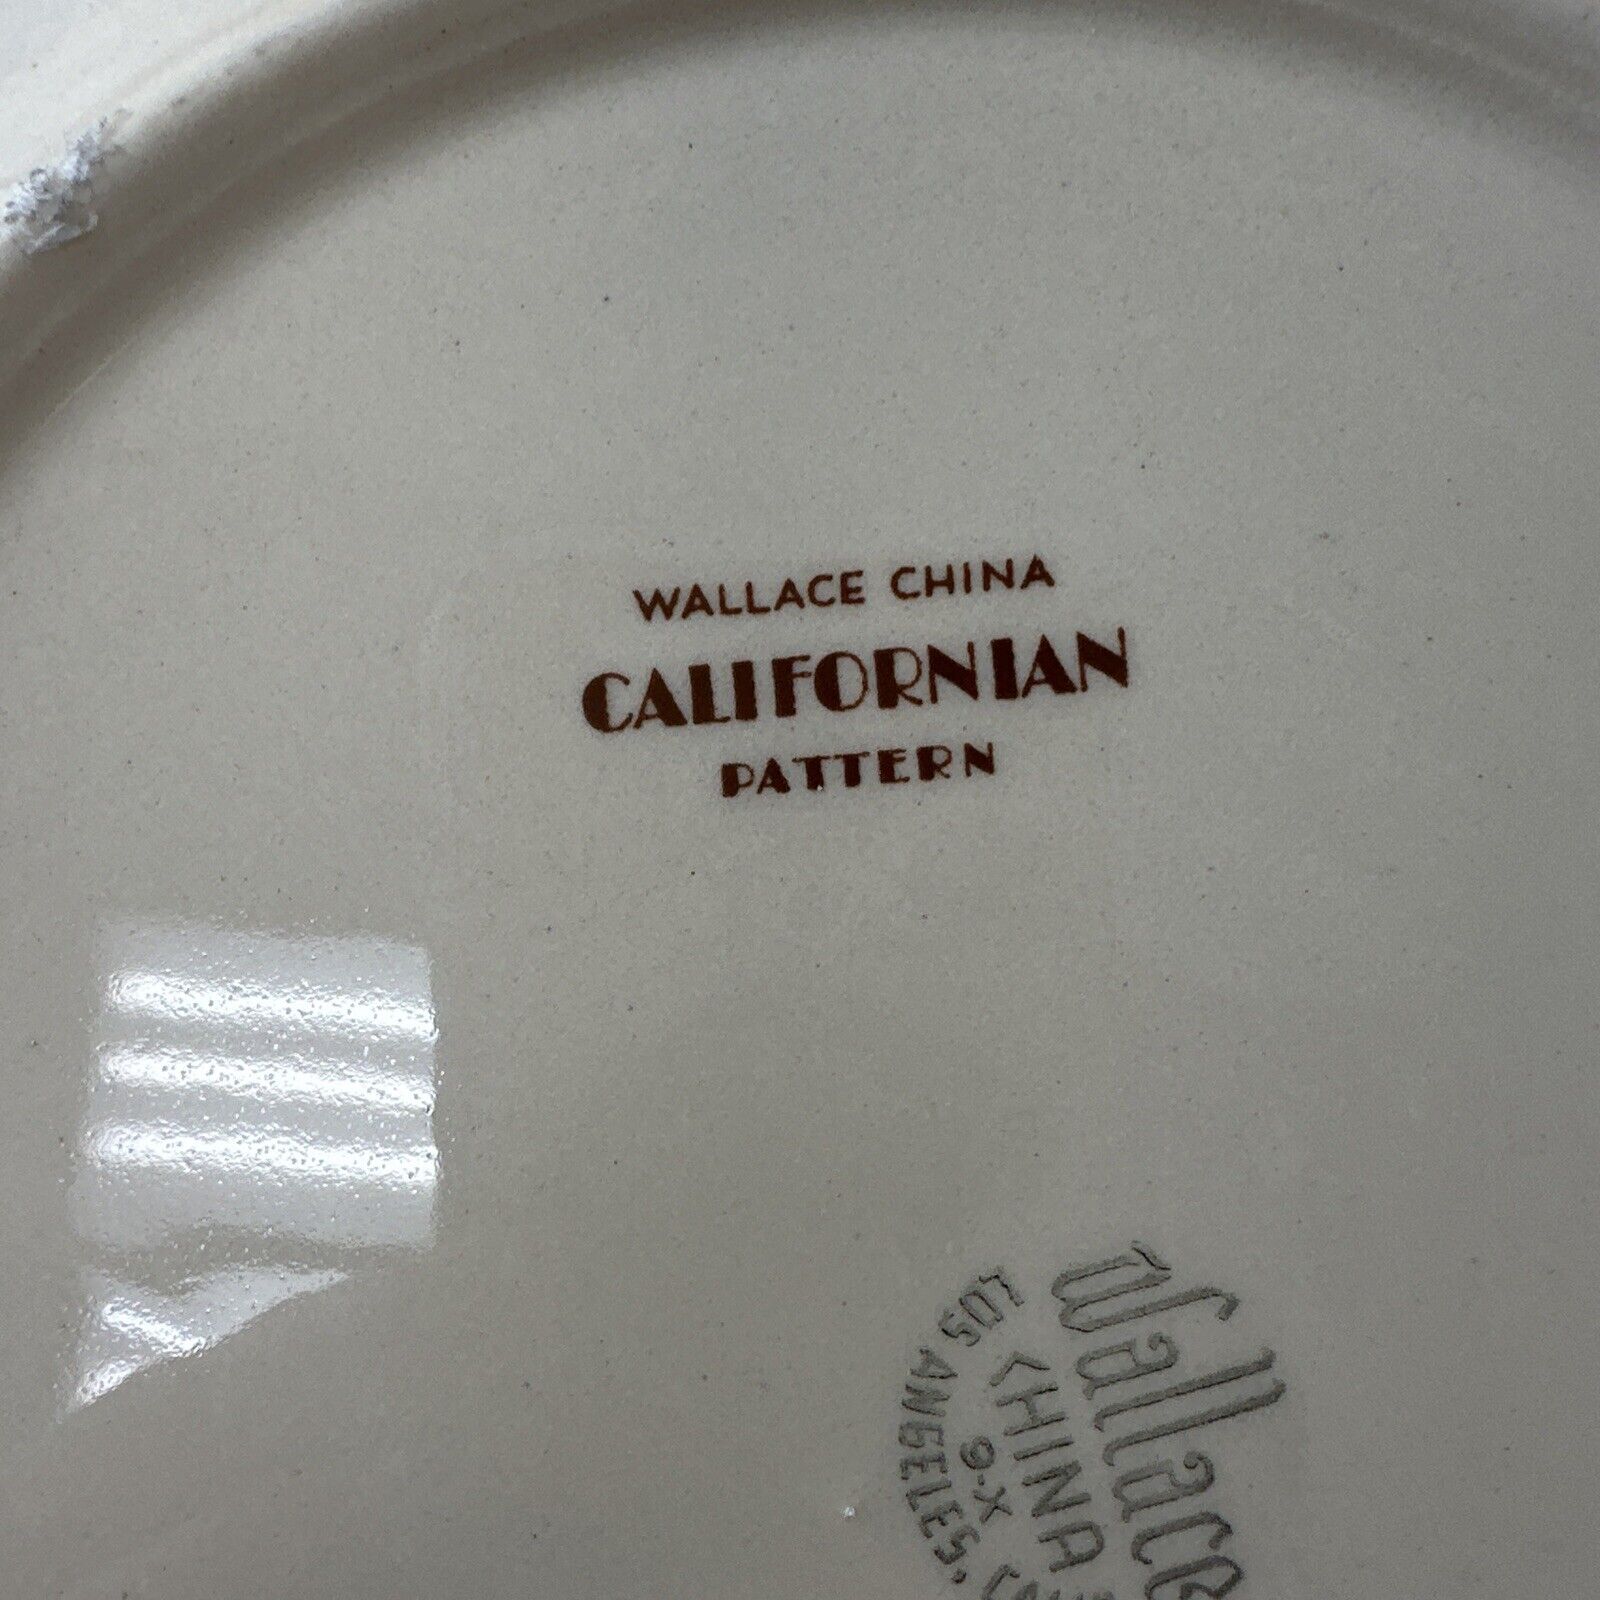 WALLACE CHINA
CALIFORNIAN
PATTERN
Wallace
CHINA
9-X
LOS ANGELES,